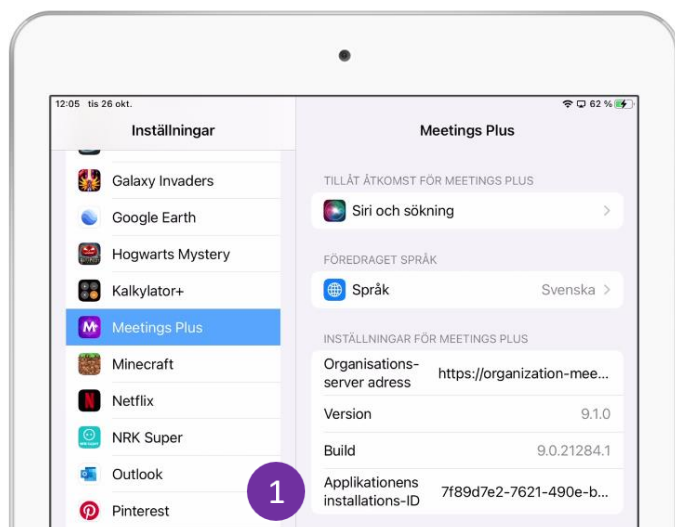 12:05 tis 26 okt.
62 %
Inställningar
Galaxy Invaders
Google Earth
Hogwarts Mystery
Kalkylator+
Meetings Plus
Minecraft
Netflix
NRK Super
Outlook
Pinterest
1
Meetings Plus
TILLÅT ÅTKOMST FÖR MEETINGS PLUS
Siri och sökning
FÖREDRAGET SPRÅK
Språk Svenska
INSTÄLLNINGAR FÖR MEETINGS PLUS
Organisations-
server adress https://organization-mee...
Version 9.1.0
Build 9.0.21284.1
Applikationens
installations-ID 7f89d7e2-7621-490e-b...